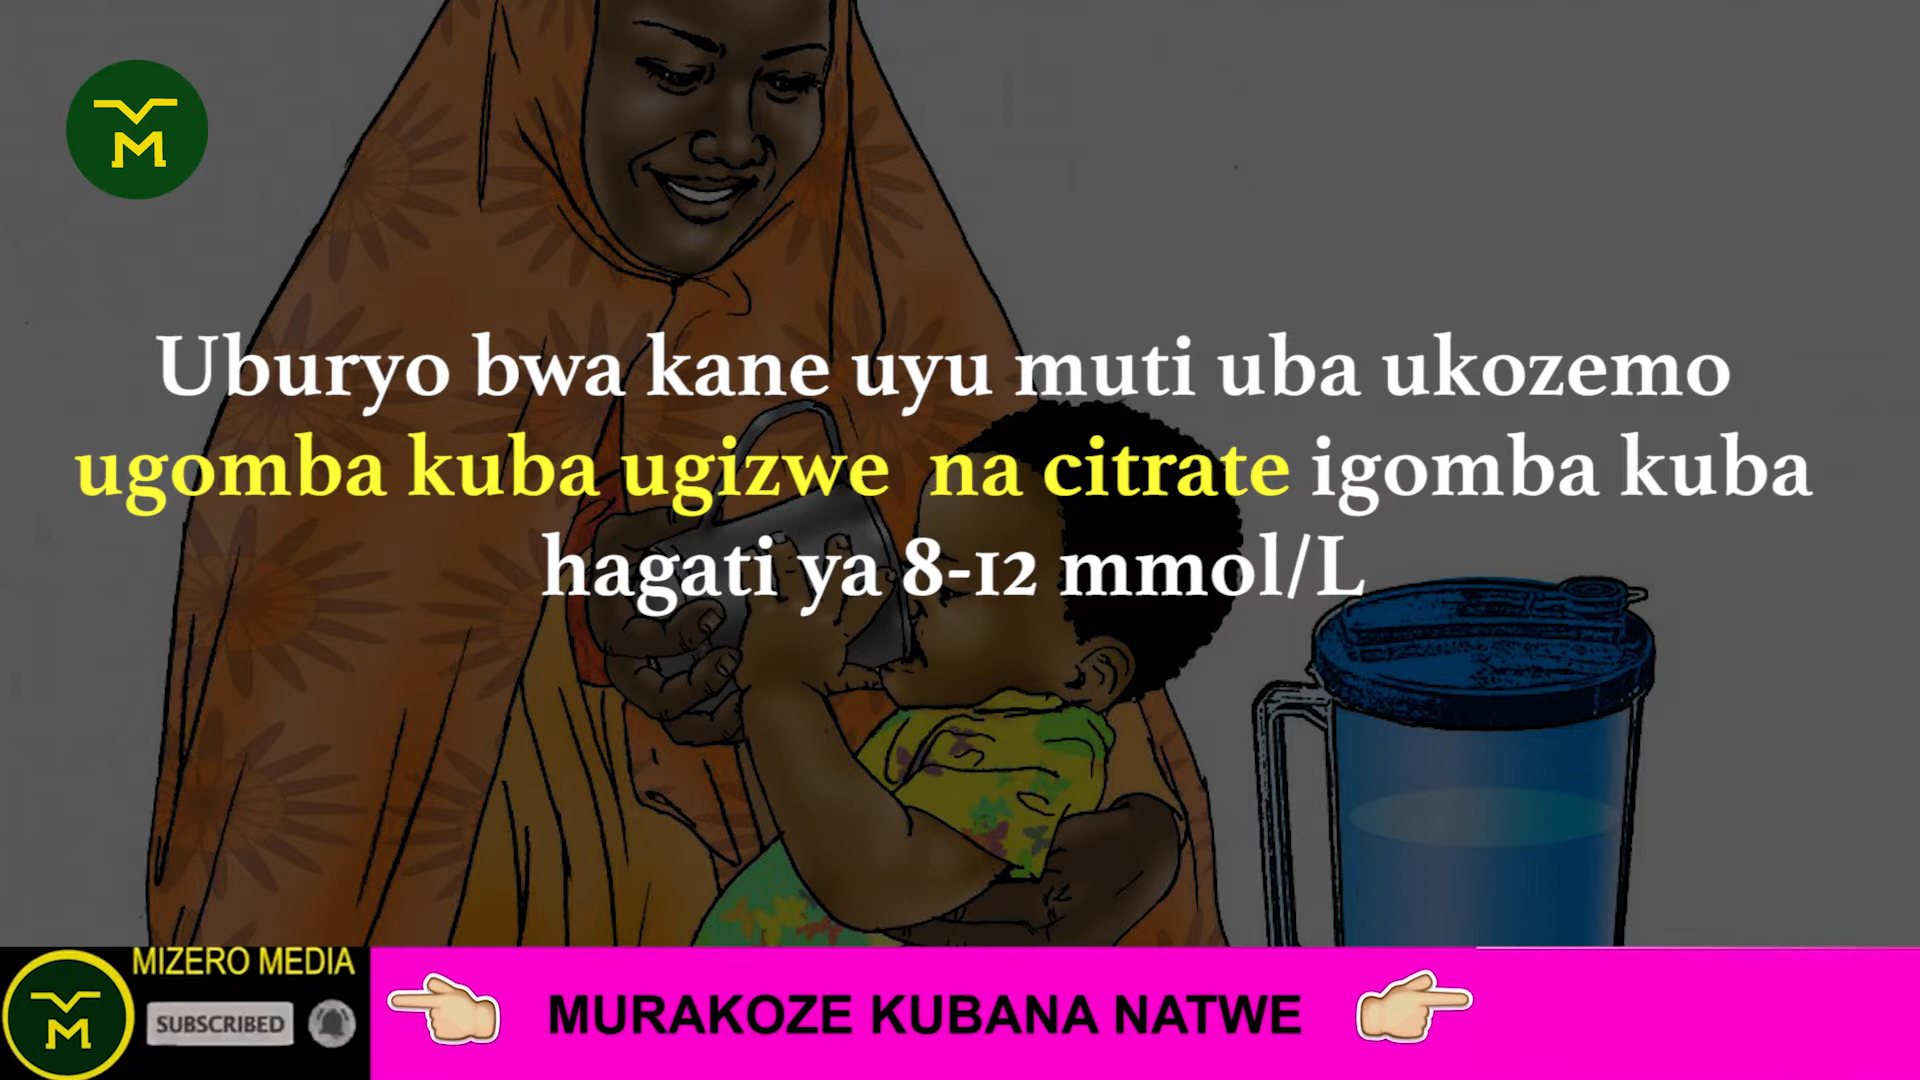 Uburyo bwa kane uyu muti uba ukozemo
ugomba kuba ugizwe na citrate igomba kuba
hagati ya 8-12 mmol/L
MIZERO MEDIA
SUBSCRIBED
MURAKOZE KUBANA NATWE